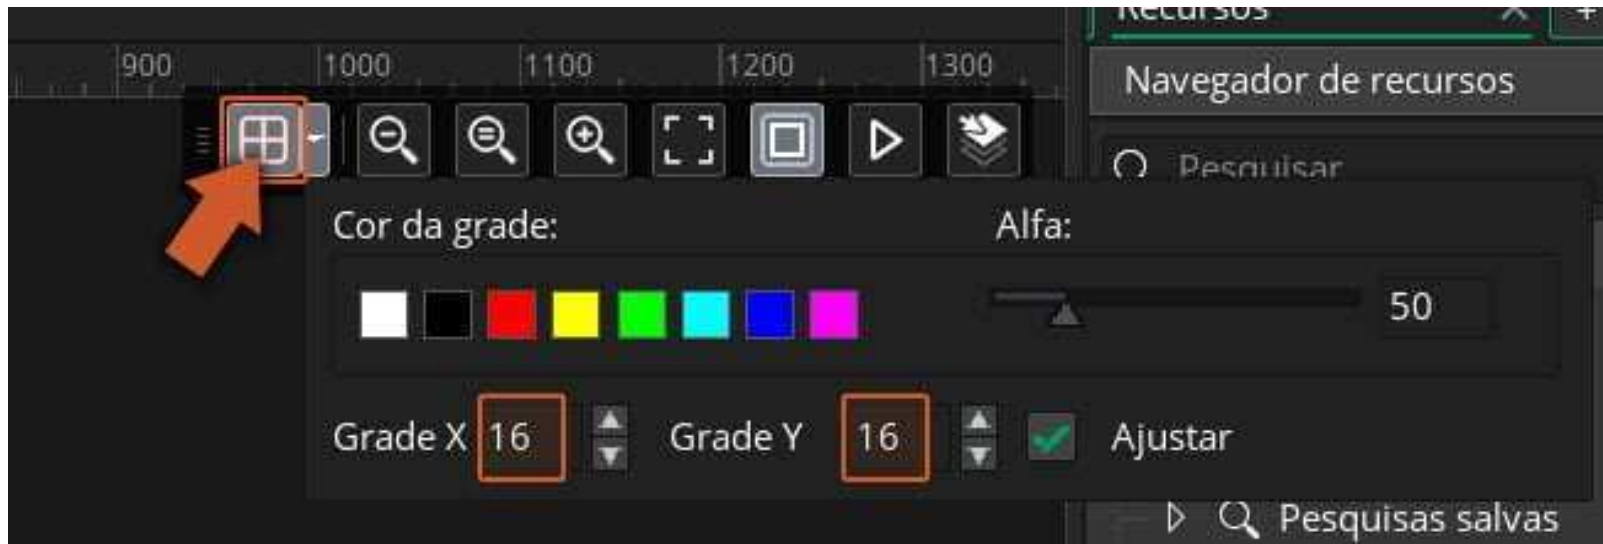 Recursos
900 1000 1100 1200 1300
Navegador de recursos
Pesquisar
Cor da grade: Alfa:
50
Grade X 16 Grade Y 16 Ajustar
Pesquisas salvas